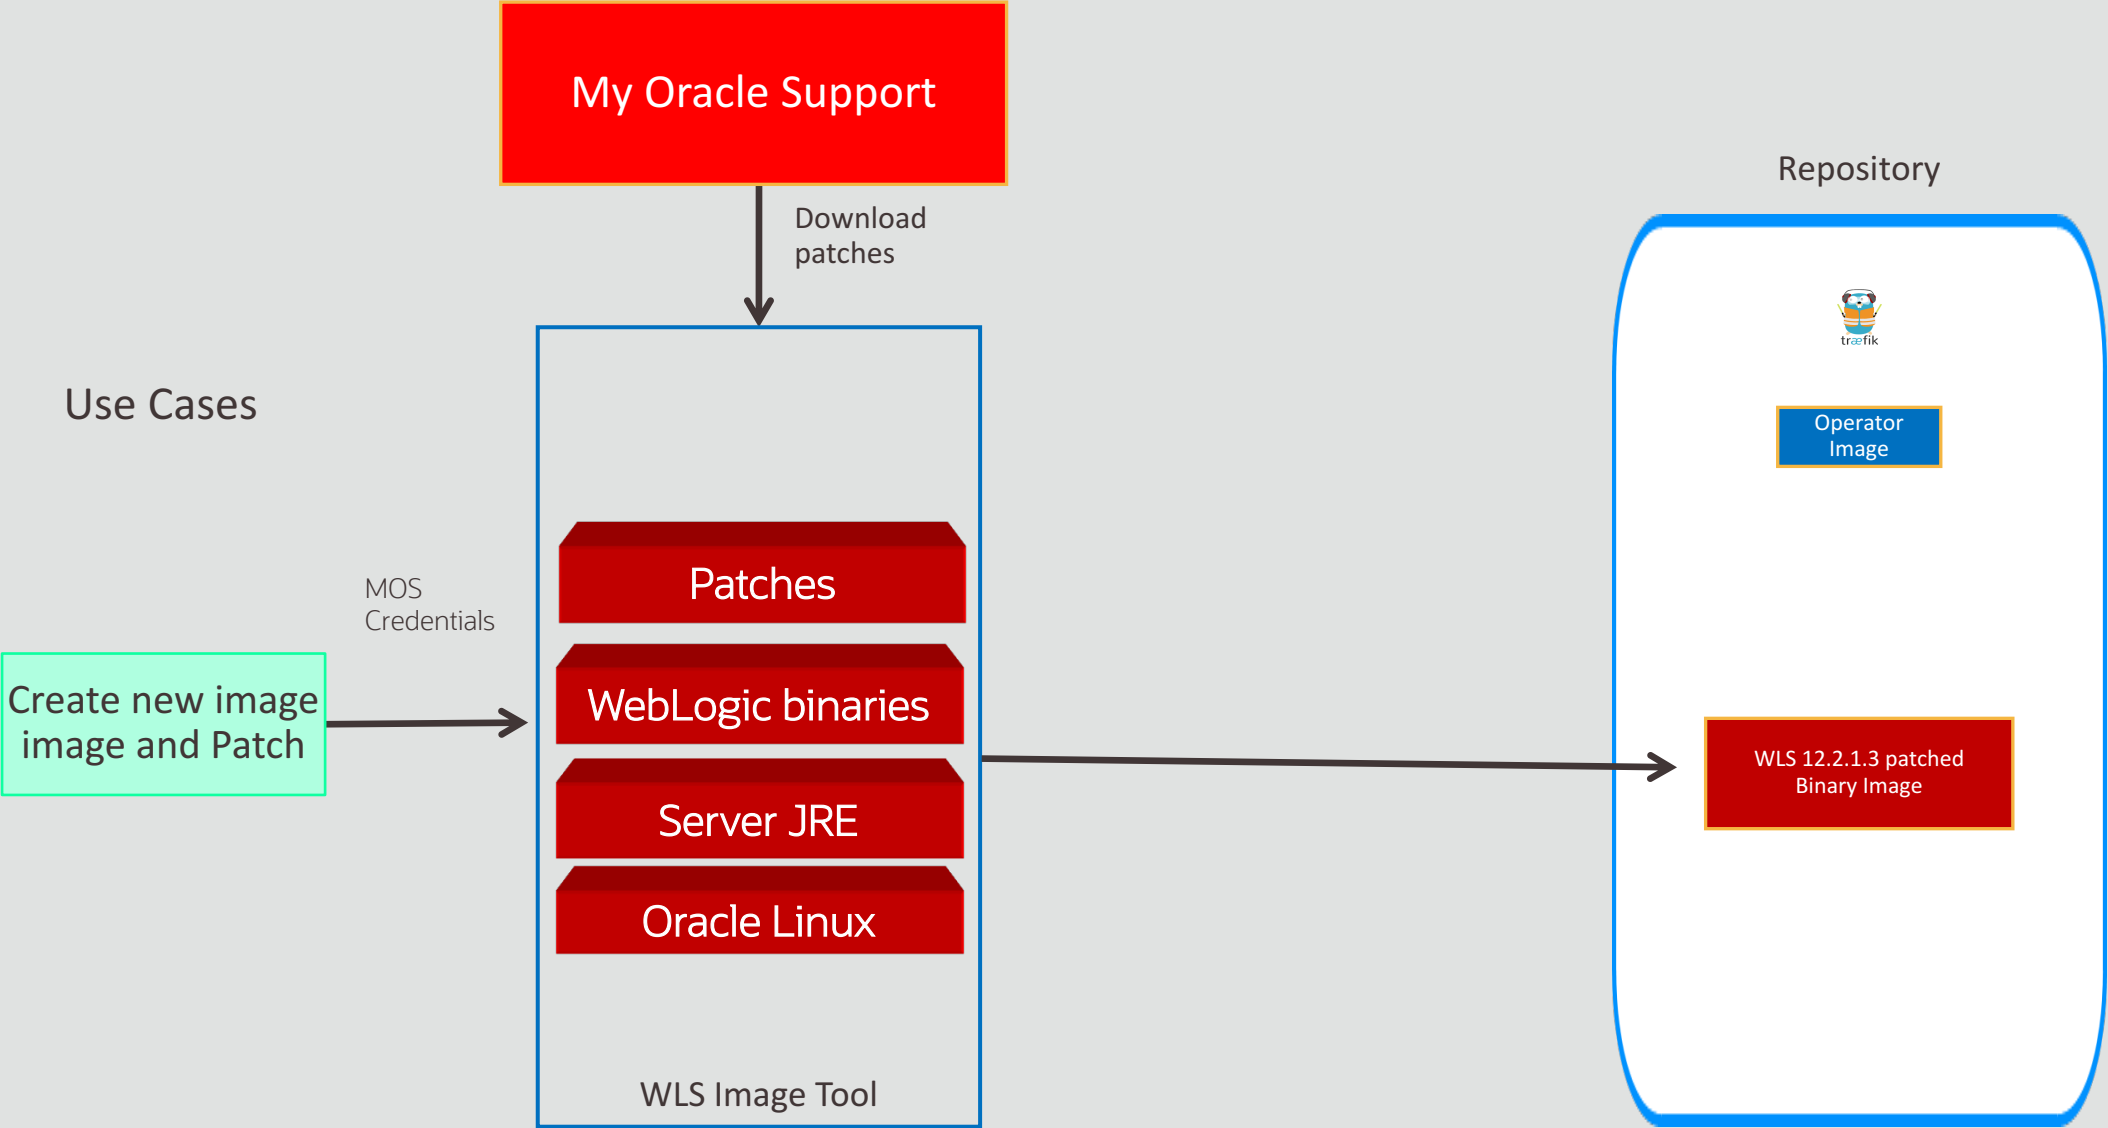 My Oracle Support
Download
patches
Repository
træfik
Operator
Image
Use Cases
MOS
Credentials
Create new image
image and Patch
Patches
WebLogic binaries
Server JRE
Oracle Linux
WLS Image Tool
WLS 12.2.1.3 patched
Binary Image